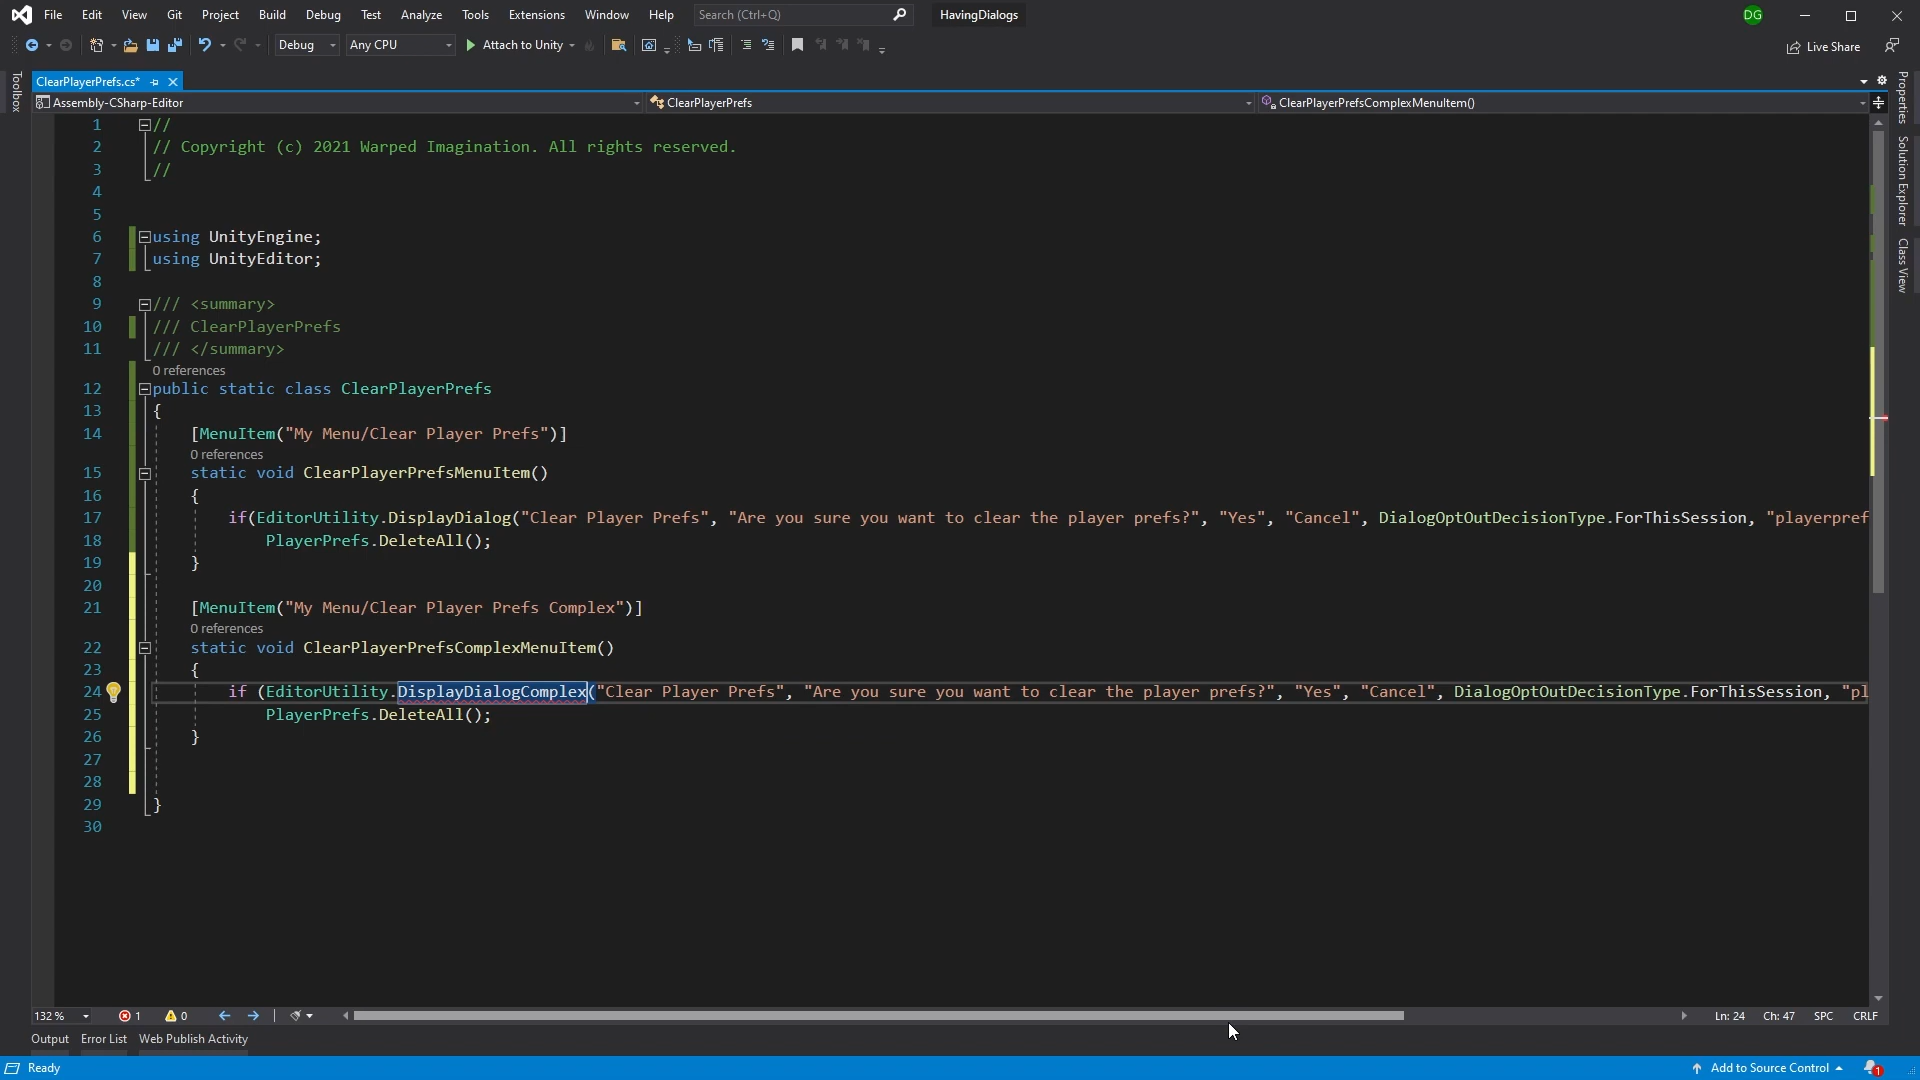 File Edit View Git Project Build Debug Test Analyze Tools Extensions Window Help Search (Ctrl+Q) HavingDialogs DG
Debug Any CPU Attach to Unity Live Share
Toolbox
ClearPlayerPrefs.cs*
Assembly-CSharp-Editor ClearPlayerPrefs ClearPlayerPrefsComplexMenuItem()
Properties
Solution Explorer
Class View
1 //
2 // Copyright (c) 2021 Warped Imagination. All rights reserved.
3 //
4
5
6 using UnityEngine;
7 using UnityEditor;
8
9 /// <summary>
10 /// ClearPlayerPrefs
11 /// </summary>
0 references
12 public static class ClearPlayerPrefs
13 {
14 [MenuItem("My Menu/Clear Player Prefs")]
0 references
15 static void ClearPlayerPrefsMenuItem()
16 {
17 if(EditorUtility.DisplayDialog("Clear Player Prefs", "Are you sure you want to clear the player prefs?", "Yes", "Cancel", DialogOptOutDecisionType.ForThisSession, "playerpref
18 PlayerPrefs.DeleteAll();
19 }
20
21 [MenuItem("My Menu/Clear Player Prefs Complex")]
0 references
22 static void ClearPlayerPrefsComplexMenuItem()
23 {
24 if (EditorUtility.DisplayDialogComplex("Clear Player Prefs", "Are you sure you want to clear the player prefs?", "Yes", "Cancel", DialogOptOutDecisionType.ForThisSession, "pl
25 PlayerPrefs.DeleteAll();
26 }
27
28
29 }
30
132 % 1 0 Ln: 24 Ch: 47 SPC CRLF
Output Error List Web Publish Activity
Ready Add to Source Control 1